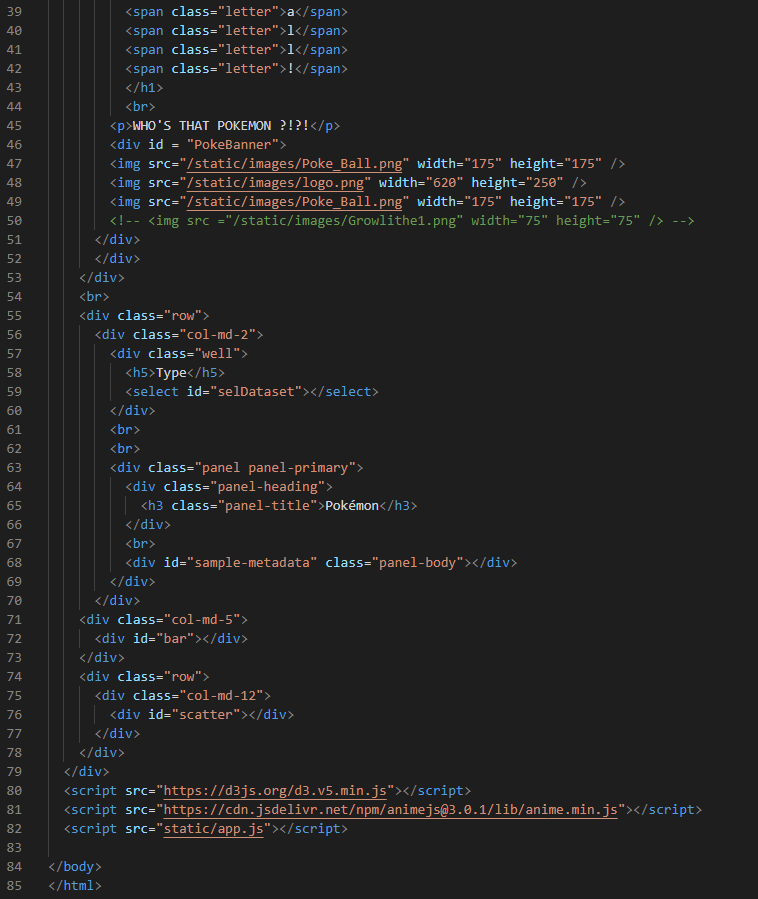 39 <span class="letter">a</span>
40 <span class="letter">l</span>
41 <span class="letter">l</span>
42 <span class="letter">!</span>
43 </h1>
44 <br>
45 <p>WHO'S THAT POKEMON ?!?!</p>
46 <div id = "PokeBanner">
47 <img src="/static/images/Poke_Ball.png" width="175" height="175" />
48 <img src="/static/images/logo.png" width="620" height="250" />
49 <img src="/static/images/Poke_Ball.png" width="175" height="175" />
50 <!-- <img src ="/static/images/Growlithe1.png" width="75" height="75" /> -->
51 </div>
52 </div>
53 </div>
54 <br>
55 <div class="row">
56 <div class="col-md-2">
57 <div class="well">
58 <h5>Type</h5>
59 <select id="selDataset"></select>
60 </div>
61 <br>
62 <br>
63 <div class="panel panel-primary">
64 <div class="panel-heading">
65 <h3 class="panel-title">Pokémon</h3>
66 </div>
67 <br>
68 <div id="sample-metadata" class="panel-body"></div>
69 </div>
70 </div>
71 <div class="col-md-5">
72 <div id="bar"></div>
73 </div>
74 <div class="row">
75 <div class="col-md-12">
76 <div id="scatter"></div>
77 </div>
78 </div>
79 </div>
80 <script src="https://d3js.org/d3.v5.min.js"></script>
81 <script src="https://cdn.jsdelivr.net/npm/animejs@3.0.1/lib/anime.min.js"></script>
82 <script src="static/app.js"></script>
83
84 </body>
85 </html>